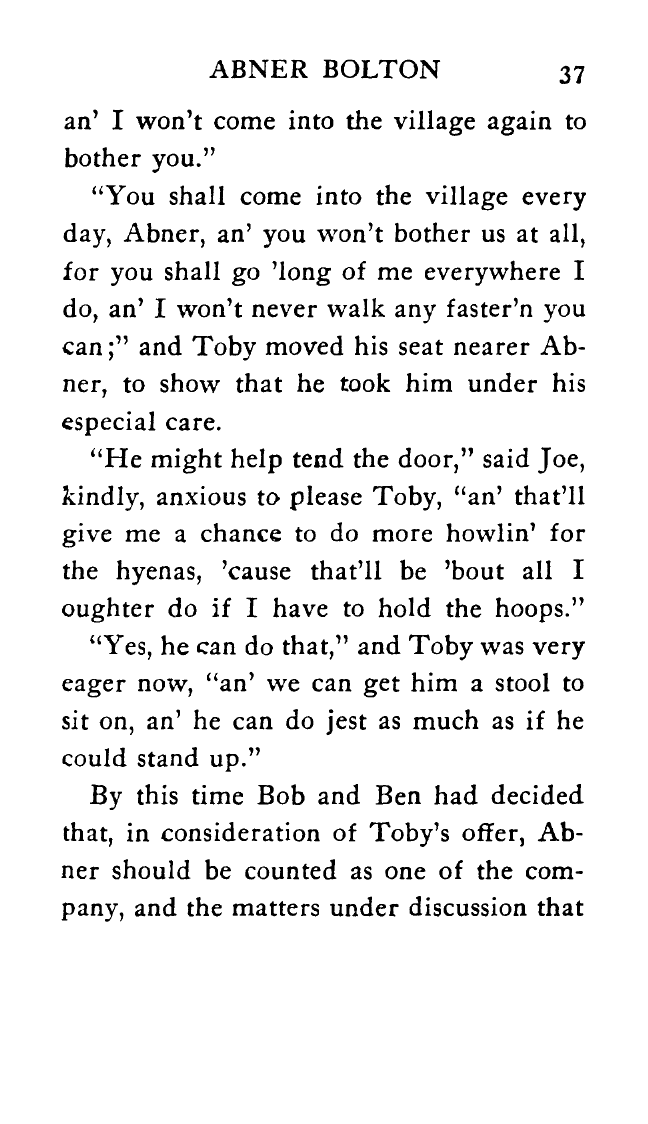 ABNER BOLTON 37
an’ I won’t come into the village again to
bother you.”
“You shall come into the village every
day, Abner, an’ you won’t bother us at all,
for you shall go ’long of me everywhere I
do, an’ I won’t never walk any faster’n you
can;” and Toby moved his seat nearer Ab-
ner, to show that he took him under his
especial care.
“He might help tend the door,” said Joe,
kindly, anxious to please Toby, “an’ that’ll
give me a chance to do more howlin’ for
the hyenas, ’cause that’ll be ’bout all I
oughter do if I have to hold the hoops.”
“Yes, he can do that,” and Toby was very
eager now, “an’ we can get him a stool to
sit on, an’ he can do jest as much as if he
could stand up.”
By this time Bob and Ben had decided
that, in consideration of Toby’s offer, Ab-
ner should be counted as one of the com-
pany, and the matters under discussion that